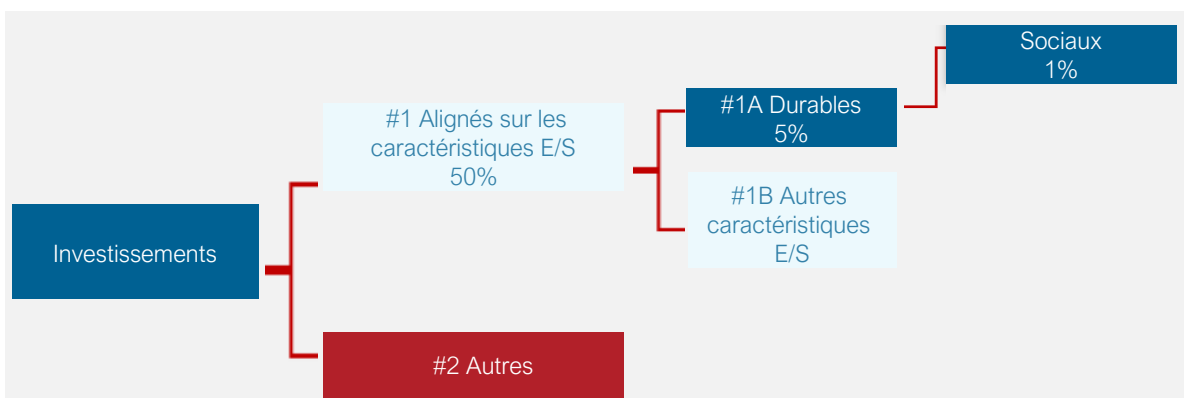 Sociaux
1%
#1 Alignés sur les
caractéristiques E/S
50%
#1A Durables
5%
#1B Autres
caractéristiques
E/S
Investissements
#2 Autres